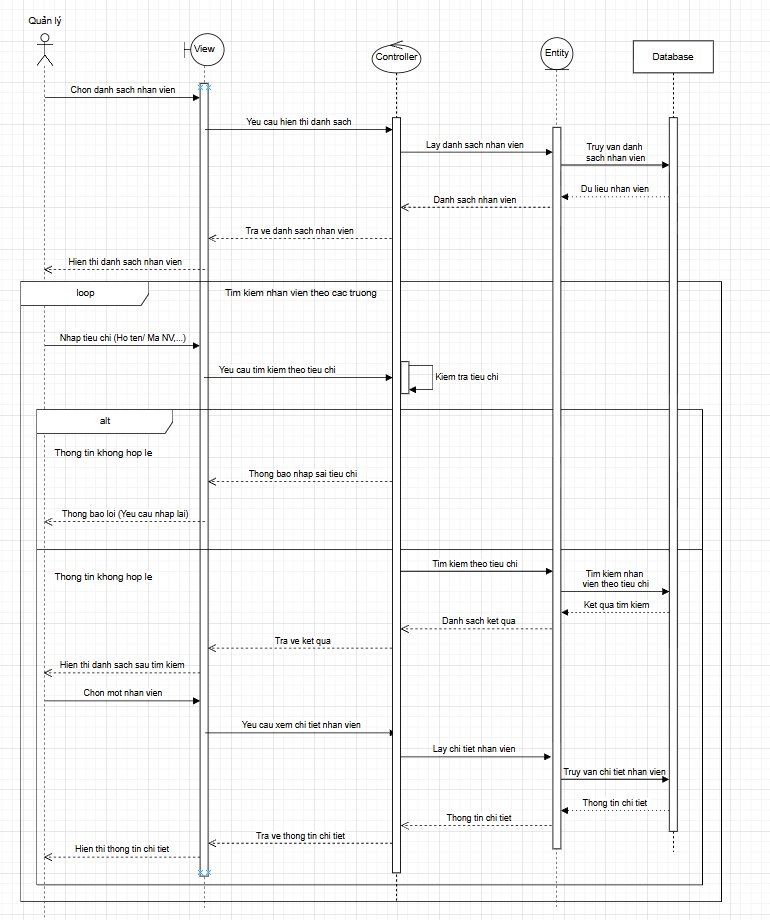 Quản lý
View
Controller
Entity
Database
Chon danh sach nhan vien
Yeu cau hien thi danh sach
Lay danh sach nhan vien
Truy van danh
sach nhan vien
Du lieu nhan vien
Danh sach nhan vien
Tra ve danh sach nhan vien
Hien thi danh sach nhan vien
loop
Tim kiem nhan vien theo cac truong
Nhap tieu chi (Ho ten/ Ma NV,...)
Yeu cau tim kiem theo tieu chi
Kiem tra tieu chi
alt
Thong tin khong hop le
Thong bao nhap sai tieu chi
Thong bao loi (Yeu cau nhap lai)
Tim kiem theo tieu chi
Thong tin khong hop le
Tim kiem nhan
vien theo tieu chi
Ket qua tim kiem
Danh sach ket qua
Tra ve ket qua
Hien thi danh sach sau tim kiem
Chon mot nhan vien
Yeu cau xem chi tiet nhan vien
Lay chi tiet nhan vien
Truy van chi tiet nhan vien
Thong tin chi tiet
Thong tin chi tiet
Tra ve thong tin chi tiet
Hien thi thong tin chi tiet